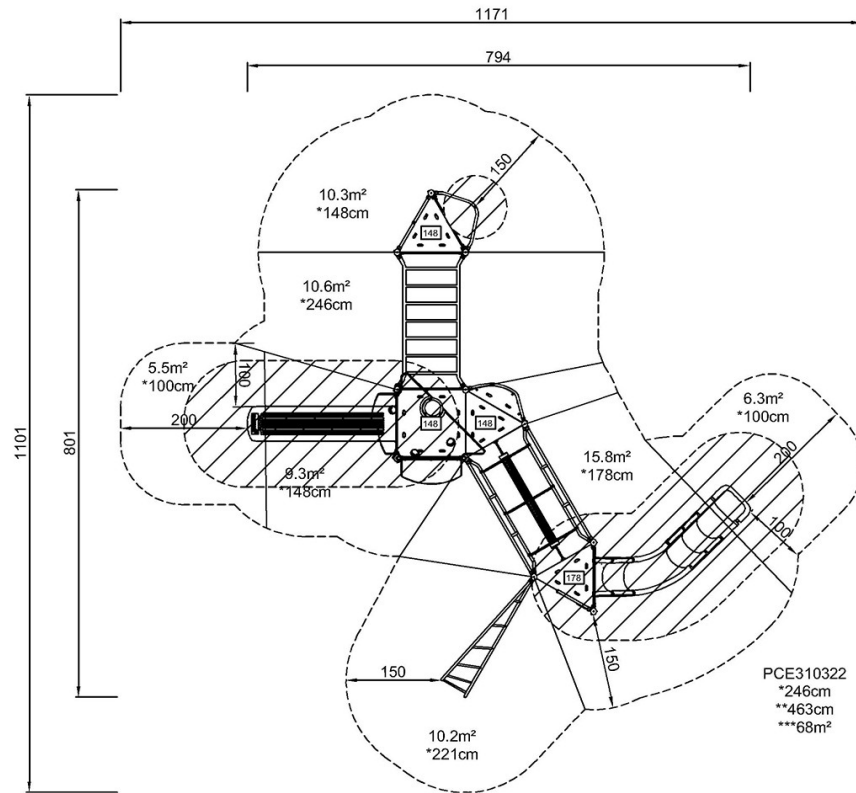 1171
794
150
10.3m²
*148cm
148
10.6m²
*246cm
5.5m²
*100cm
100
6.3m²
*100cm
200
148
148
1101
801
15.8m²
*178cm
200
9.3m²
*148cm
100
178
150
150
PCE310322
*246cm
**463cm
***68m²
10.2m²
*221cm